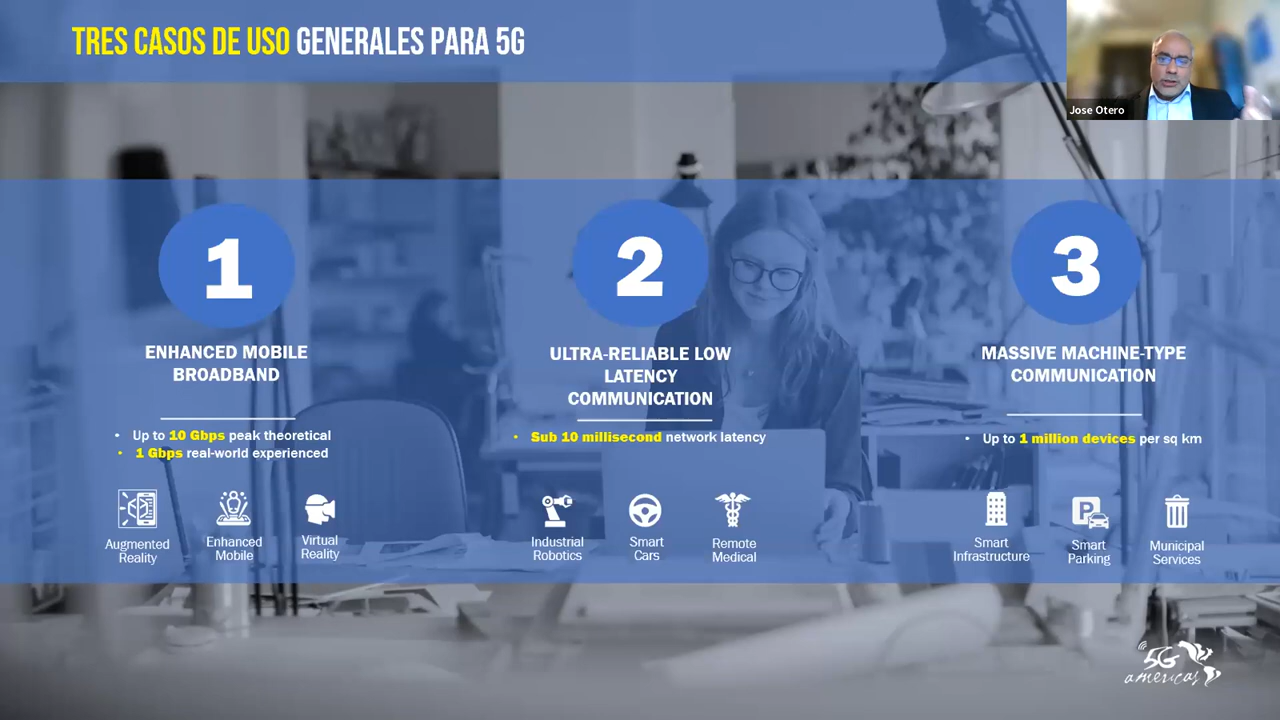 TRES CASOS DE USO GENERALES PARA 5G
Jose Otero
1
ENHANCED MOBILE
BROADBAND
• Up to 10 Gbps peak theoretical
• 1 Gbps real-world experienced
Augmented
Reality
Enhanced
Mobile
Virtual
Reality
2
ULTRA-RELIABLE LOW
LATENCY
COMMUNICATION
• Sub 10 millisecond network latency
Industrial
Robotics
Smart
Cars
Remote
Medical
3
MASSIVE MACHINE-TYPE
COMMUNICATION
• Up to 1 million devices per sq km
Smart
Infrastructure
P
Smart
Parking
Municipal
Services
5G
americas